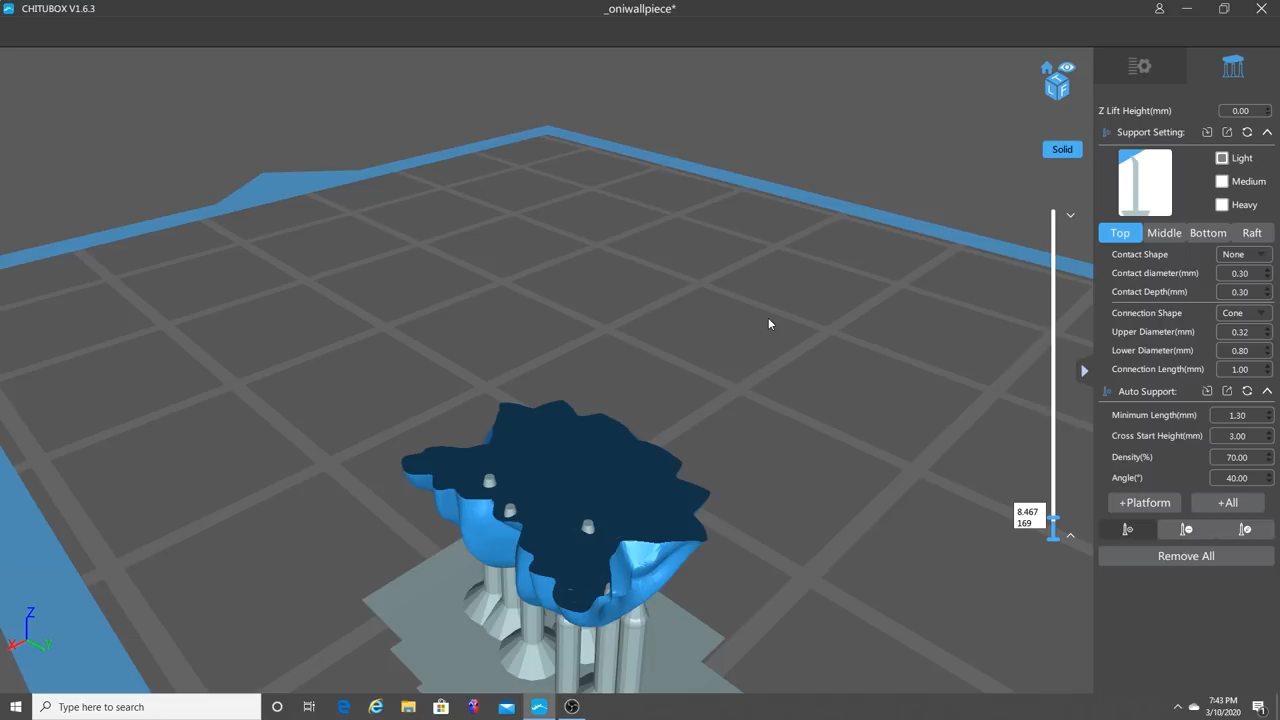 CHITUBOX V1.6.3
_oniwallpiece*
T
L F
Z Lift Height(mm) 0.00
Support Setting:
Solid
Light
Medium
Heavy
Top Middle Bottom Raft
Contact Shape None
Contact diameter(mm) 0.30
Contact Depth(mm) 0.30
Connection Shape Cone
Upper Diameter(mm) 0.32
Lower Diameter(mm) 0.80
Connection Length(mm) 1.00
Auto Support:
Minimum Length(mm) 1.30
Cross Start Height(mm) 3.00
Density(%) 70.00
Angle(°) 40.00
+Platform +All
8.467
169
Remove All
Z
X Y
Type here to search
7:43 PM
3/10/2020
1